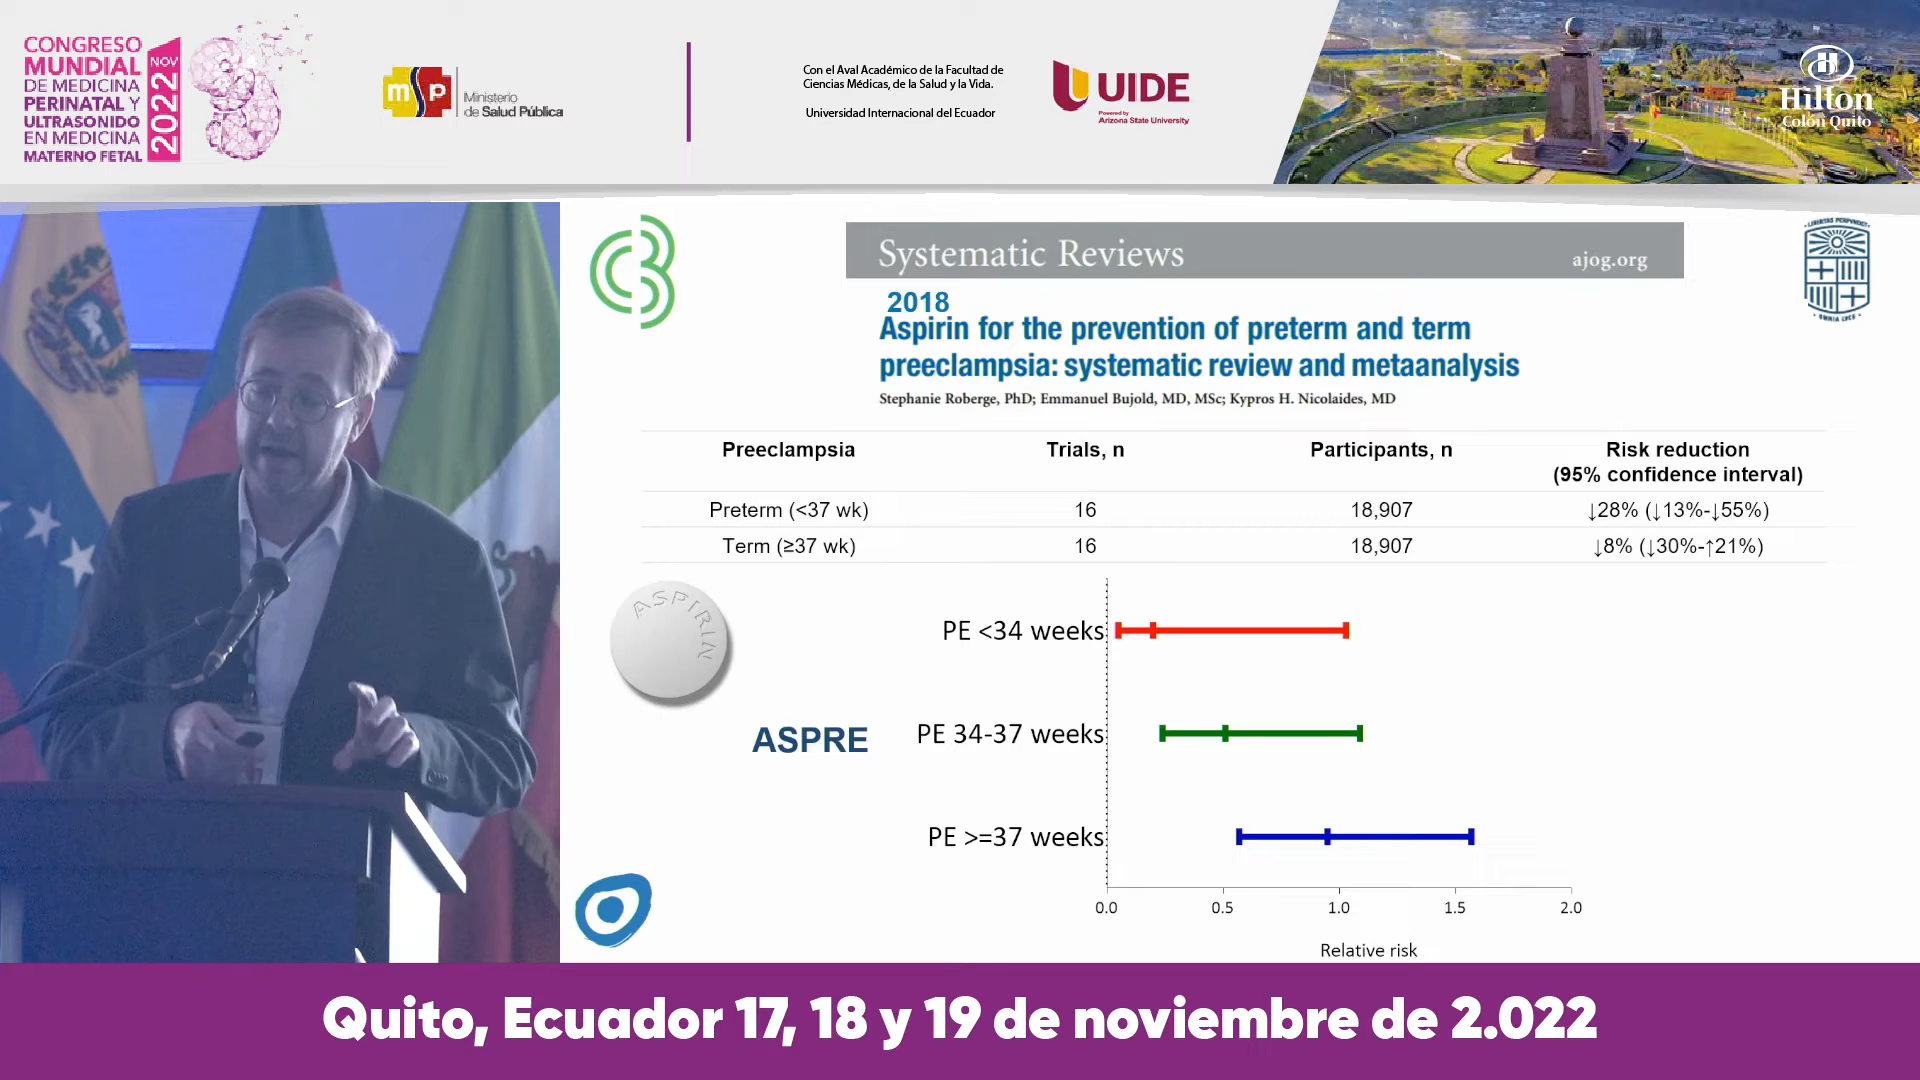 CONGRESO
MUNDIAL
DE MEDICINA
PERINATAL Y
ULTRASONIDO
EN MEDICINA
MATERNO FETAL
NOV
2022
msp
Ministerio
de Salud Pública
Con el Aval Académico de la Facultad de
Ciencias Médicas, de la Salud y la Vida.
Universidad Internacional del Ecuador
UIDE
Powered by
Arizona State University
Hilton
Colón Quito
Systematic Reviews
ajog.org
2018
Aspirin for the prevention of preterm and term
preeclampsia: systematic review and metaanalysis
Stephanie Roberge, PhD; Emmanuel Bujold, MD, MSc; Kypros H. Nicolaides, MD
Preeclampsia Trials, n Participants, n Risk reduction
(95% confidence interval)
Preterm (<37 wk) 16 18,907 ↓28% (↓13%-↓55%)
Term (≥37 wk) 16 18,907 ↓8% (↓30%-↑21%)
ASPIRIN
PE <34 weeks
ASPRE
PE 34-37 weeks
PE >=37 weeks
0.0 0.5 1.0 1.5 2.0
Relative risk
Quito, Ecuador 17, 18 y 19 de noviembre de 2.022